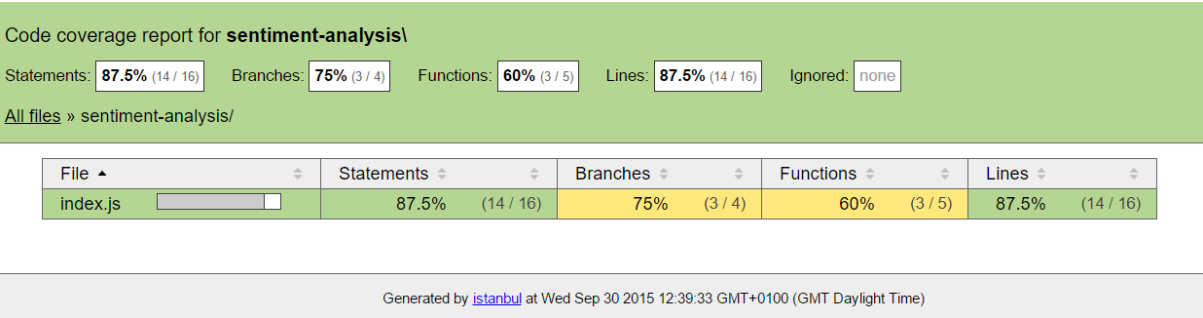 Code coverage report for sentiment-analysis\
Statements: 87.5% (14 / 16) Branches: 75% (3 / 4) Functions: 60% (3 / 5) Lines: 87.5% (14 / 16) Ignored: none
All files » sentiment-analysis/
File Statements Branches Functions Lines
index.js 87.5% (14 / 16) 75% (3 / 4) 60% (3 / 5) 87.5% (14 / 16)
Generated by istanbul at Wed Sep 30 2015 12:39:33 GMT+0100 (GMT Daylight Time)